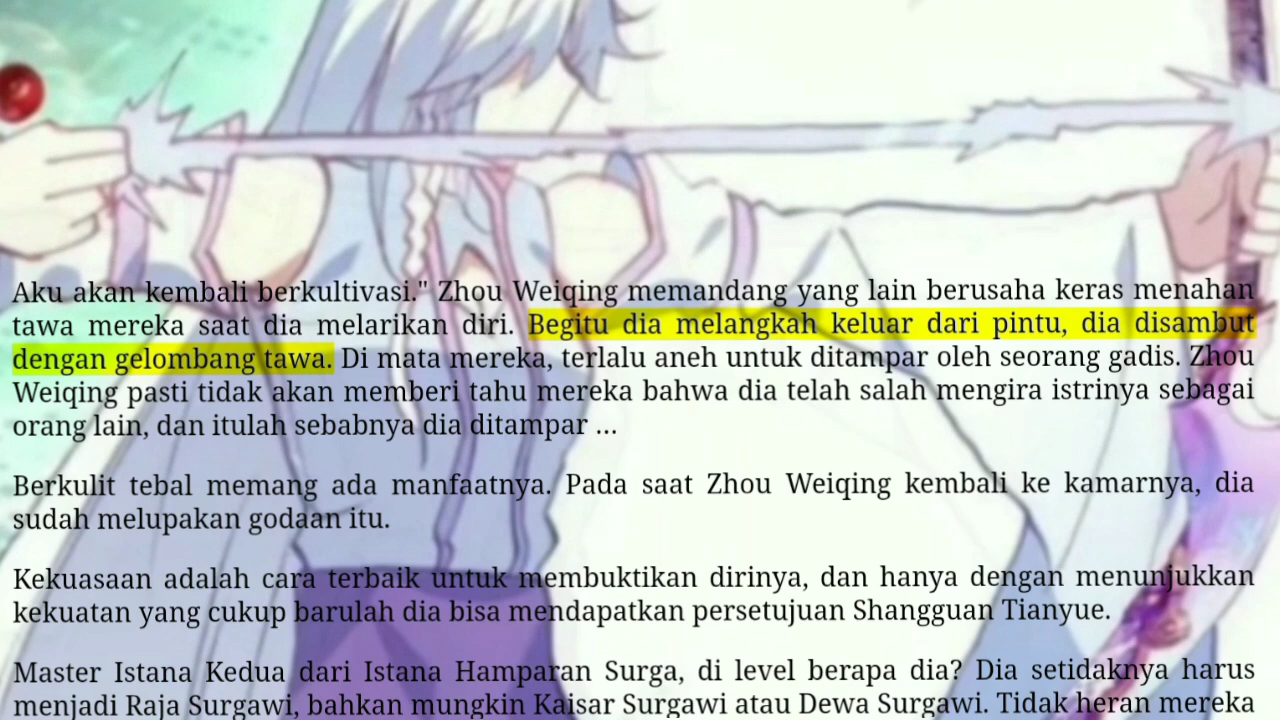 Aku akan kembali berkultivasi." Zhou Weiqing memandang yang lain berusaha keras menahan
tawa mereka saat dia melarikan diri. Begitu dia melangkah keluar dari pintu, dia disambut
dengan gelombang tawa. Di mata mereka, terlalu aneh untuk ditampar oleh seorang gadis. Zhou
Weiqing pasti tidak akan memberi tahu mereka bahwa dia telah salah mengira istrinya sebagai
orang lain, dan itulah sebabnya dia ditampar ...
Berkulit tebal memang ada manfaatnya. Pada saat Zhou Weiqing kembali ke kamarnya, dia
sudah melupakan godaan itu.
Kekuasaan adalah cara terbaik untuk membuktikan dirinya, dan hanya dengan menunjukkan
kekuatan yang cukup barulah dia bisa mendapatkan persetujuan Shangguan Tianyue.
Master Istana Kedua dari Istana Hamparan Surga, di level berapa dia? Dia setidaknya harus
menjadi Raja Surgawi, bahkan mungkin Kaisar Surgawi atau Dewa Surgawi. Tidak heran mereka